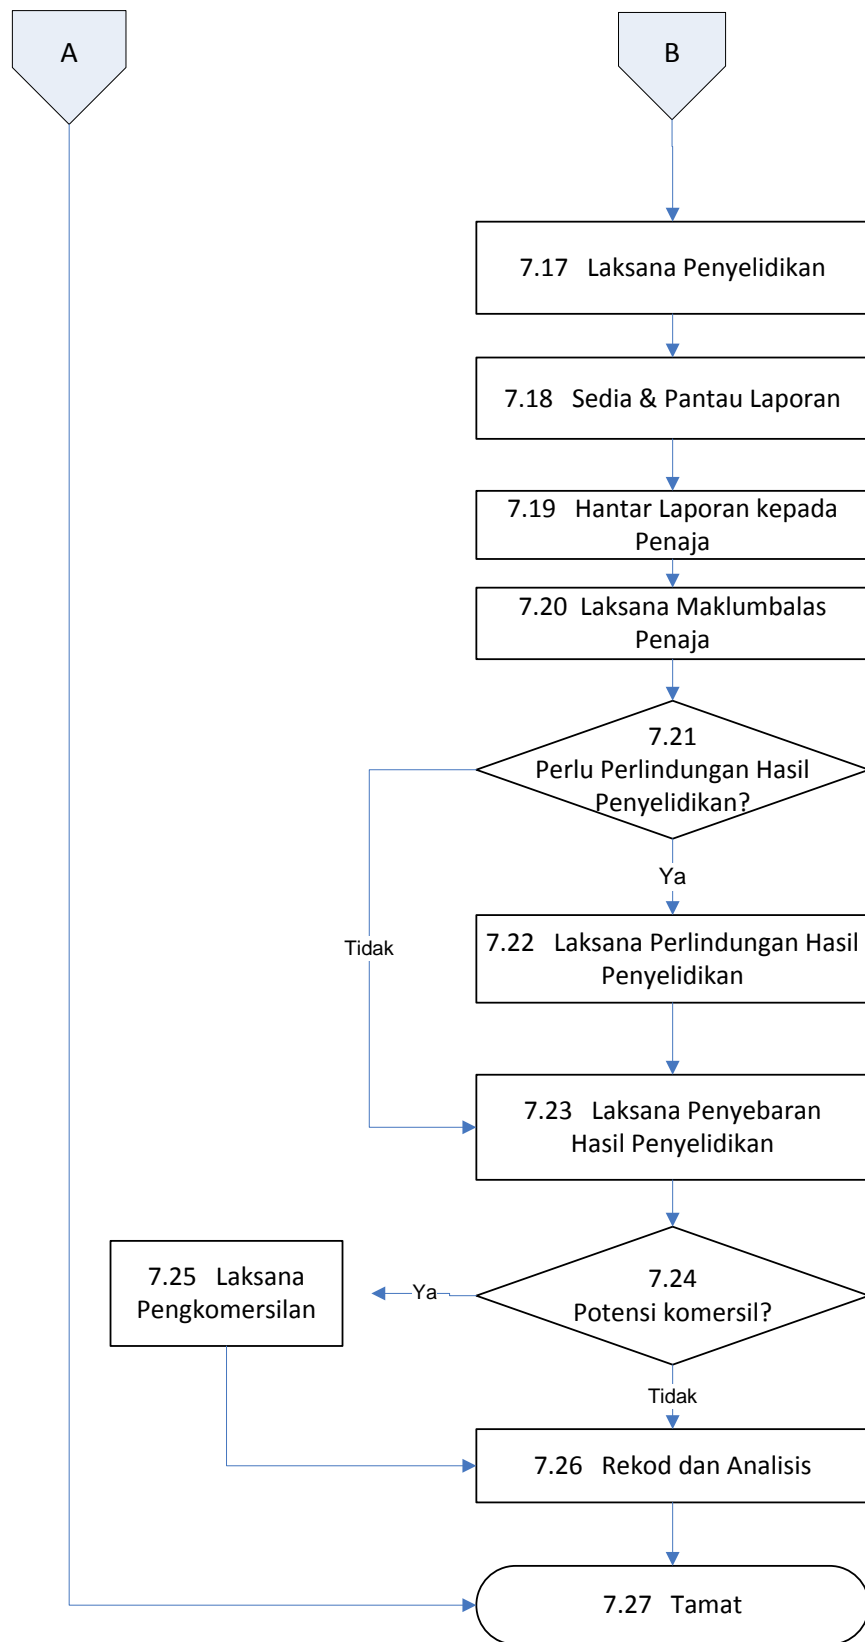 A
B
7.17 Laksana Penyelidikan
7.18 Sedia & Pantau Laporan
7.19 Hantar Laporan kepada
Penaja
7.20 Laksana Maklumbalas
Penaja
7.21
Perlu Perlindungan Hasil
Penyelidikan?
Ya
Tidak
7.22 Laksana Perlindungan Hasil
Penyelidikan
7.23 Laksana Penyebaran
Hasil Penyelidikan
7.24
Potensi komersil?
Ya
7.25 Laksana
Pengkomersilan
Tidak
7.26 Rekod dan Analisis
7.27 Tamat